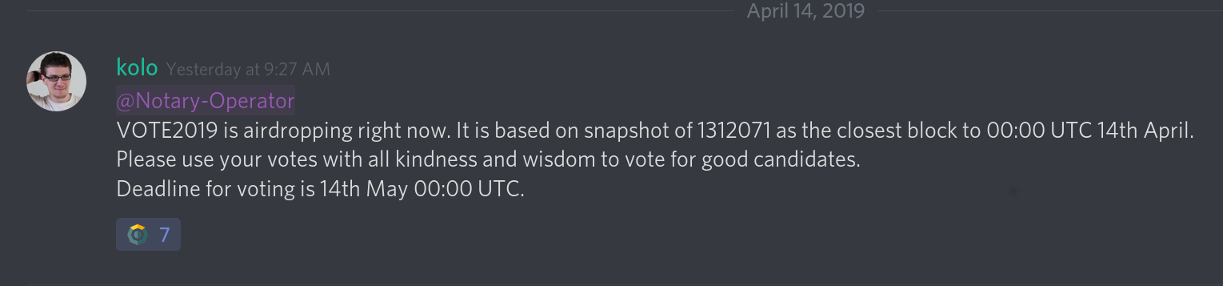 April 14, 2019
kolo Yesterday at 9:27 AM
@Notary-Operator
VOTE2019 is airdropping right now. It is based on snapshot of 1312071 as the closest block to 00:00 UTC 14th April.
Please use your votes with all kindness and wisdom to vote for good candidates.
Deadline for voting is 14th May 00:00 UTC.
7